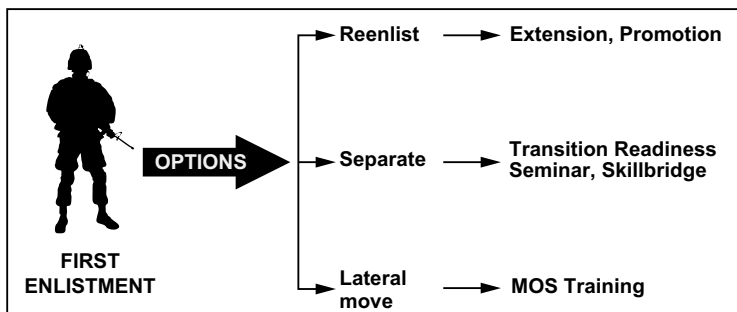 FIRST
ENLISTMENT
OPTIONS
Reenlist
Extension, Promotion
Separate
Transition Readiness
Seminar, Skillbridge
Lateral
move
MOS Training